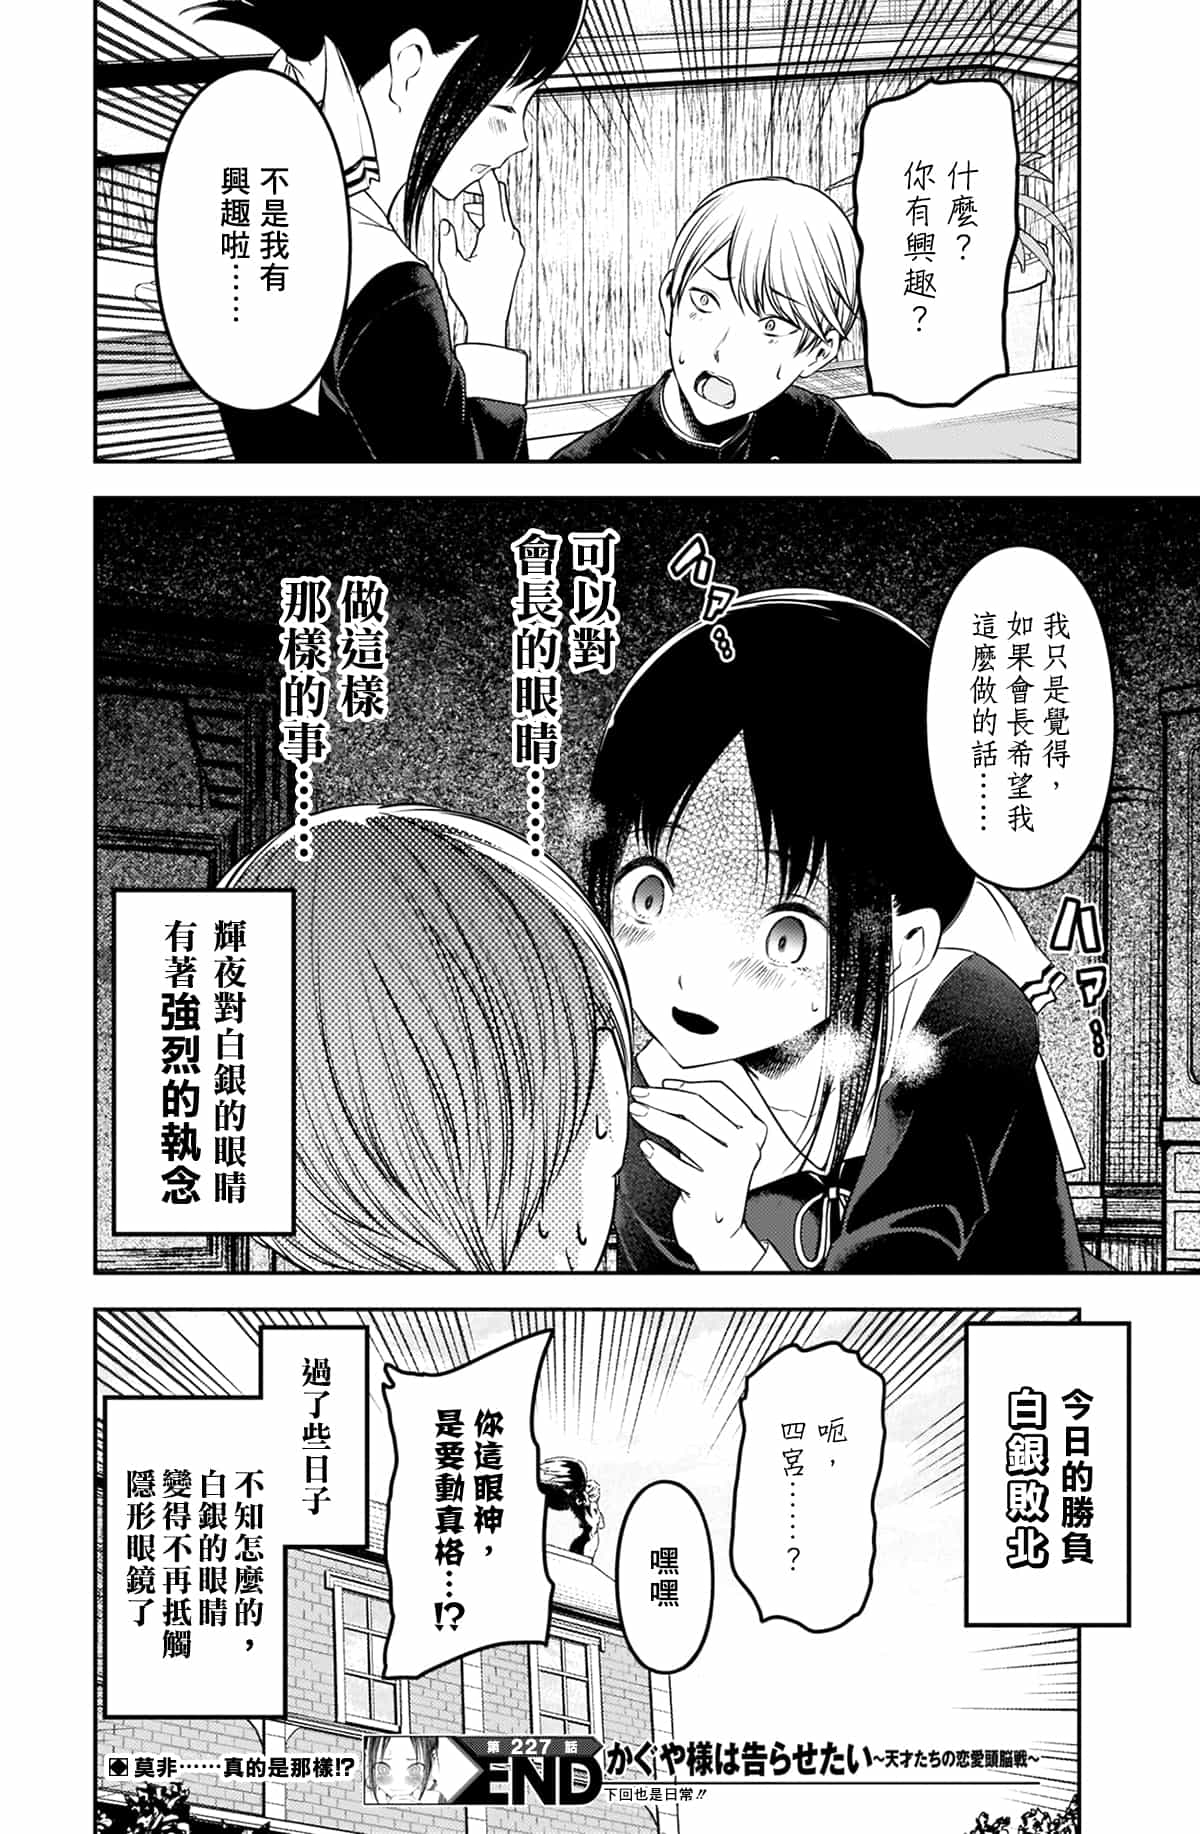 什麼？
你有興趣？
不是我有
興趣啦⋯⋯
我只是覺得，
如果會長希望我
這麼做的話⋯⋯
ハァ
ハァ
可以對
會長的眼睛⋯⋯
做這樣
那樣的事⋯⋯
輝夜對白銀的眼睛
有著強烈的執念
今日的勝負
白銀敗北
呃，
四宮⋯⋯？
嘿嘿
你這眼神，
是要動真格⋯!?
過了些日子
不知怎麼的，
白銀的眼睛
變得不再抵觸
隱形眼鏡了
莫非⋯⋯真的是那樣!?
第227話
END
かぐや様は告らせたい～天才たちの恋愛頭脳戦～
下回也是日常!!